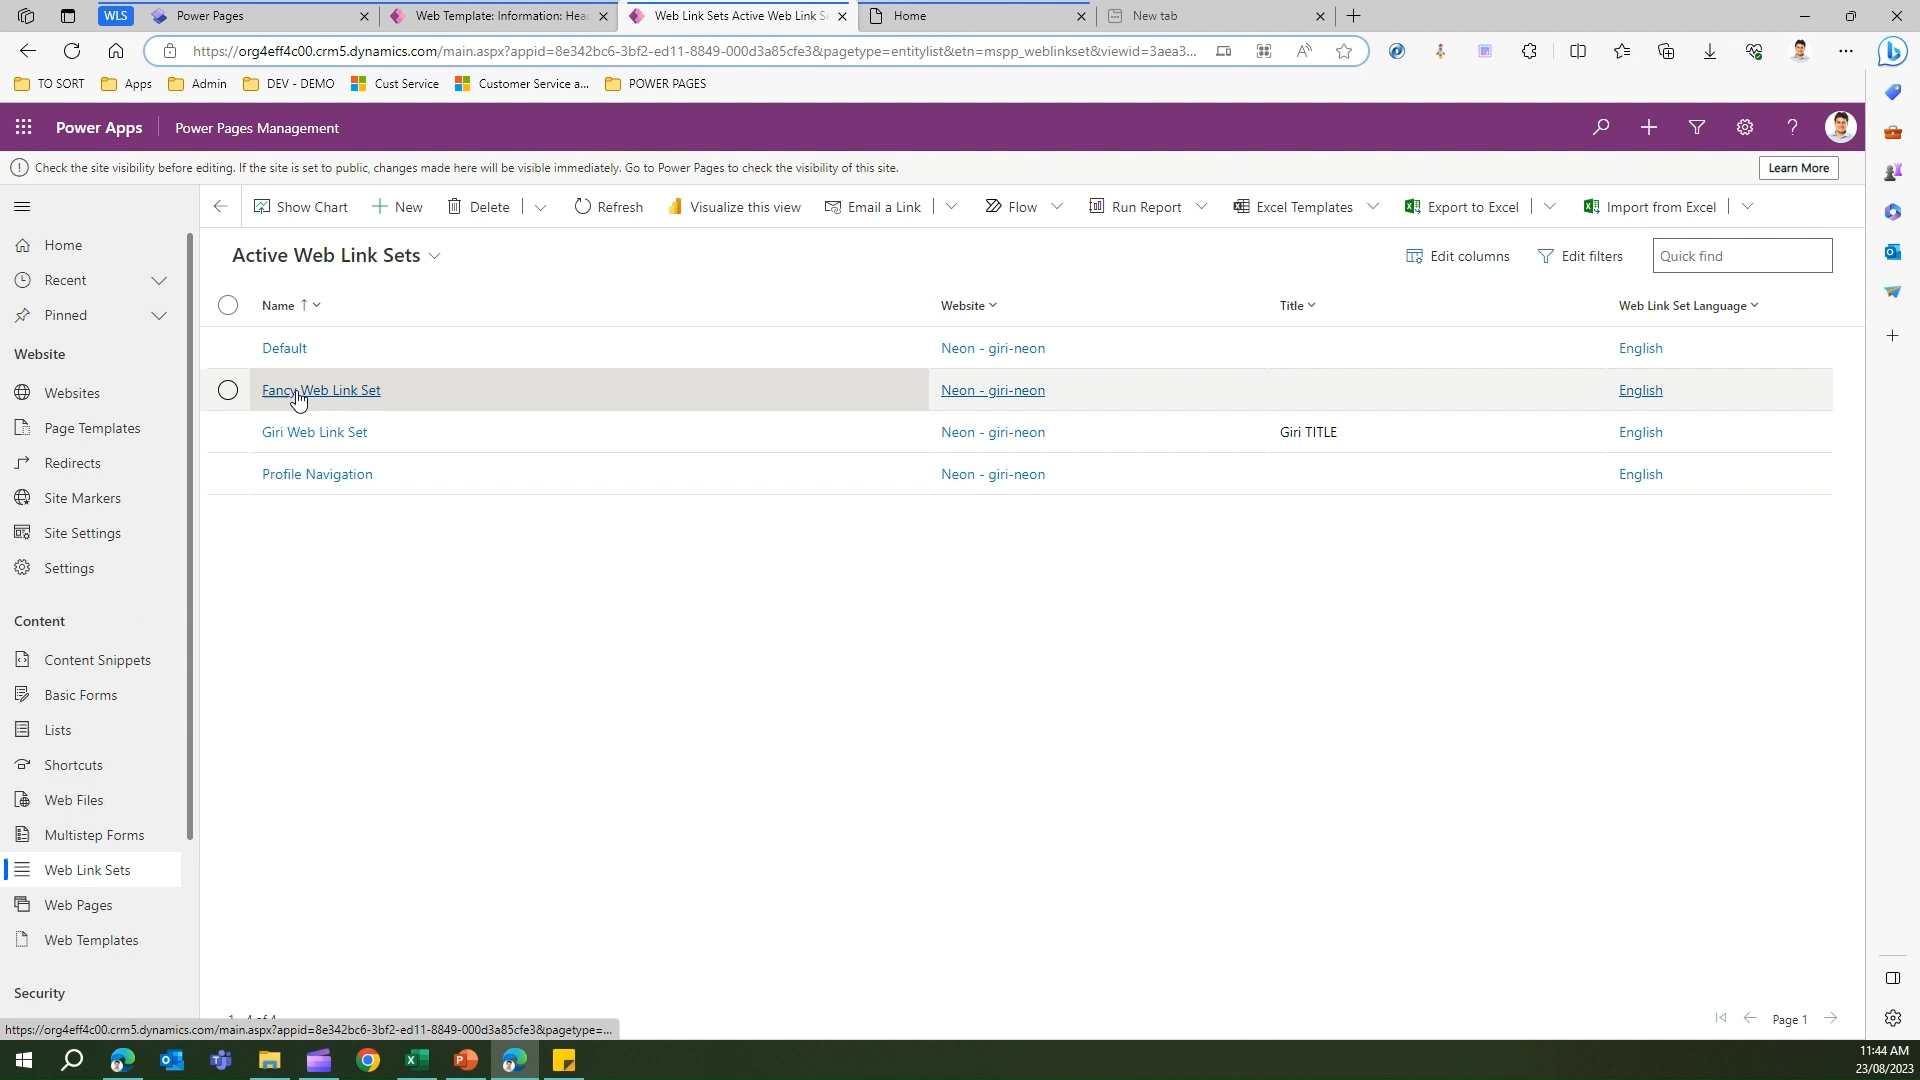 WLS
Power Pages
Web Template: Information: Hea
Web Link Sets Active Web Link S
Home
New tab
https://org4eff4c00.crm5.dynamics.com/main.aspx?appid=8e342bc6-3bf2-ed11-8849-000d3a85cfe3&pagetype=entitylist&etn=mspp_weblinkset&viewid=3aea3...
TO SORT
Apps
Admin
DEV - DEMO
Cust Service
Customer Service a...
POWER PAGES
Power Apps
Power Pages Management
Check the site visibility before editing. If the site is set to public, changes made here will be visible immediately. Go to Power Pages to check the visibility of this site.
Learn More
Show Chart
New
Delete
Refresh
Visualize this view
Email a Link
Flow
Run Report
Excel Templates
Export to Excel
Import from Excel
Home
Recent
Pinned
Website
Websites
Page Templates
Redirects
Site Markers
Site Settings
Settings
Content
Content Snippets
Basic Forms
Lists
Shortcuts
Web Files
Multistep Forms
Web Link Sets
Web Pages
Web Templates
Security
Active Web Link Sets
Edit columns
Edit filters
Quick find
Name ↑
Website
Title
Web Link Set Language
Default
Neon - giri-neon
English
Fancy Web Link Set
Neon - giri-neon
English
Giri Web Link Set
Neon - giri-neon
Giri TITLE
English
Profile Navigation
Neon - giri-neon
English
Page 1
https://org4eff4c00.crm5.dynamics.com/main.aspx?appid=8e342bc6-3bf2-ed11-8849-000d3a85cfe3&pagetype=...
11:44 AM
23/08/2023